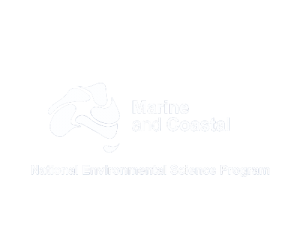 Marine
and Coastal
National Environmental Science Program